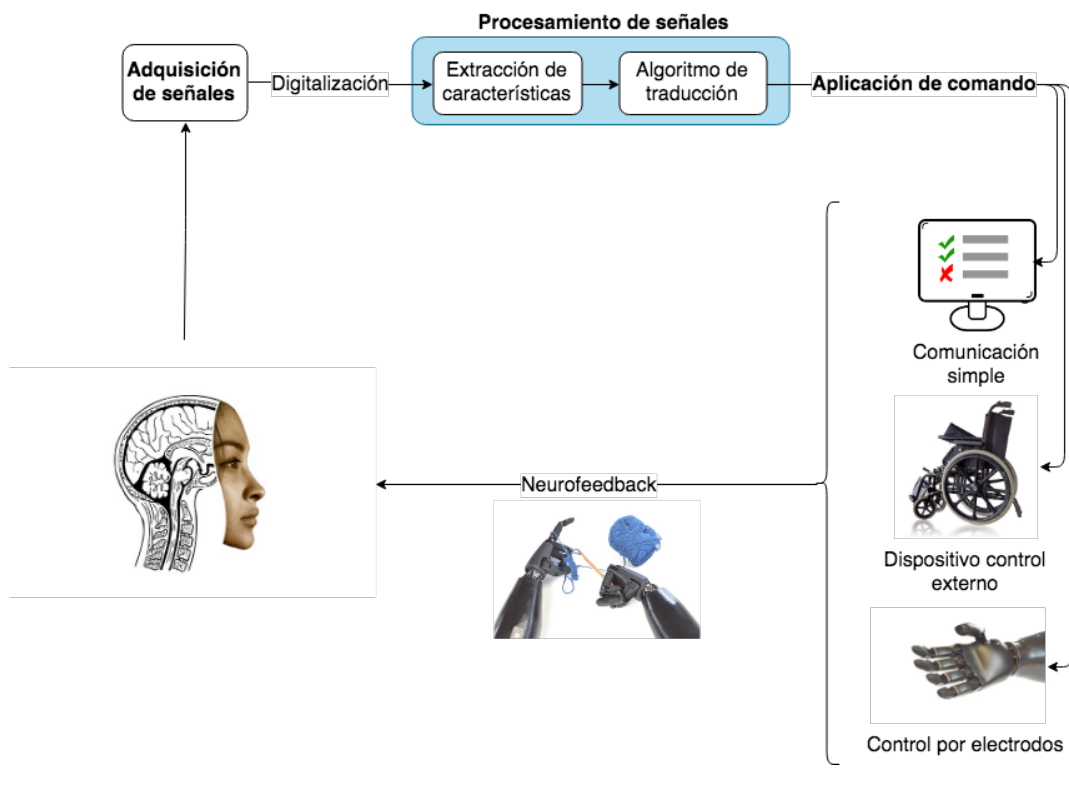 Procesamiento de señales
Adquisición
de señales
Digitalización
Extracción de
características
Algoritmo de
traducción
Aplicación de comando
Comunicación
simple
Neurofeedback
Dispositivo control
externo
Control por electrodos